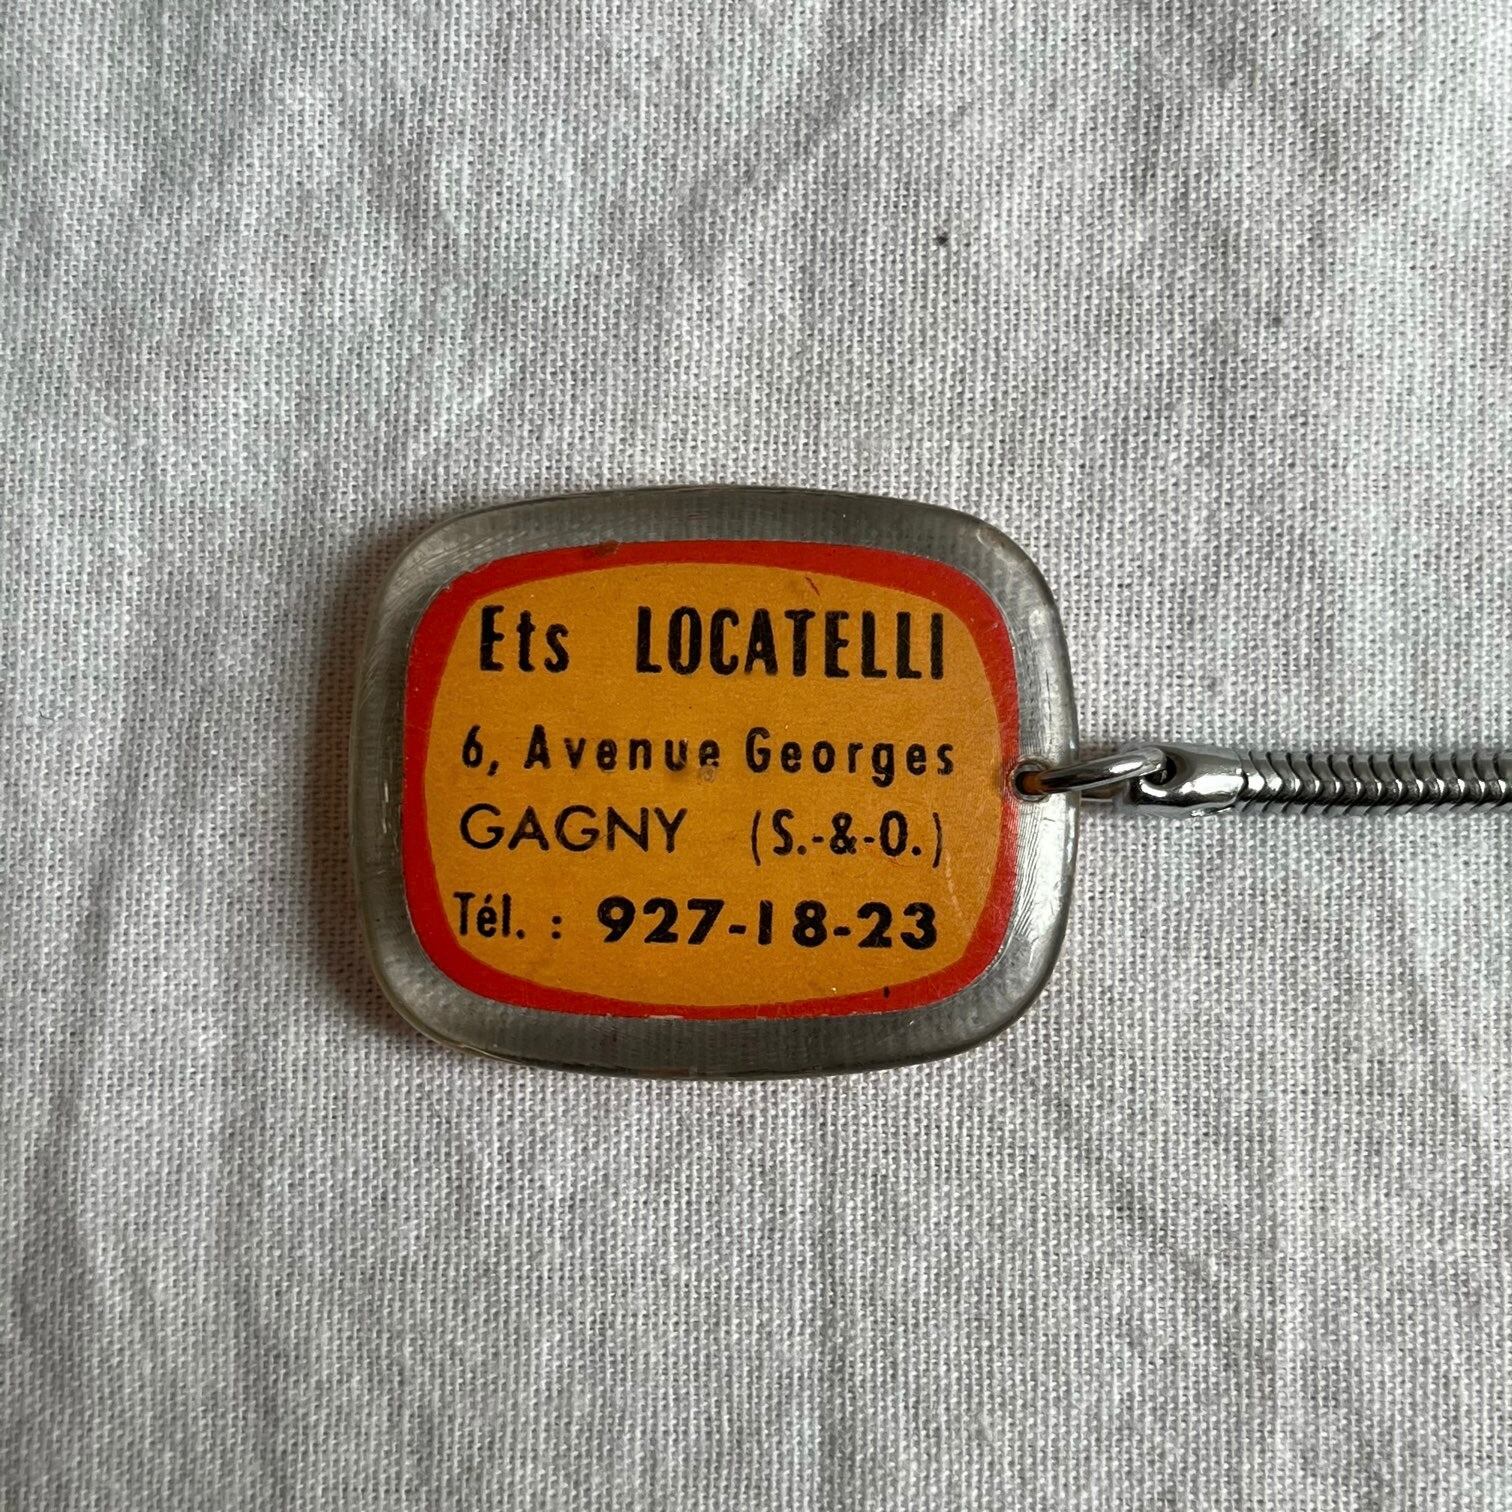 Ets LOCATELLI
6, Avenue Georges
GAGNY (S.-&-O.)
Tél. : 927-18-23